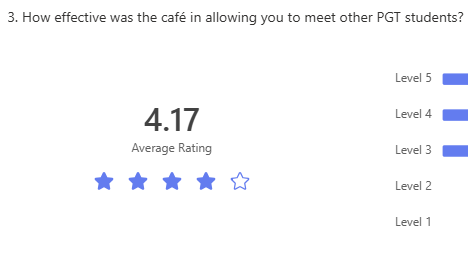 3. How effective was the café in allowing you to meet other PGT students?
Level 5
Level 4
4.17
Average Rating
Level 3
Level 2
Level 1